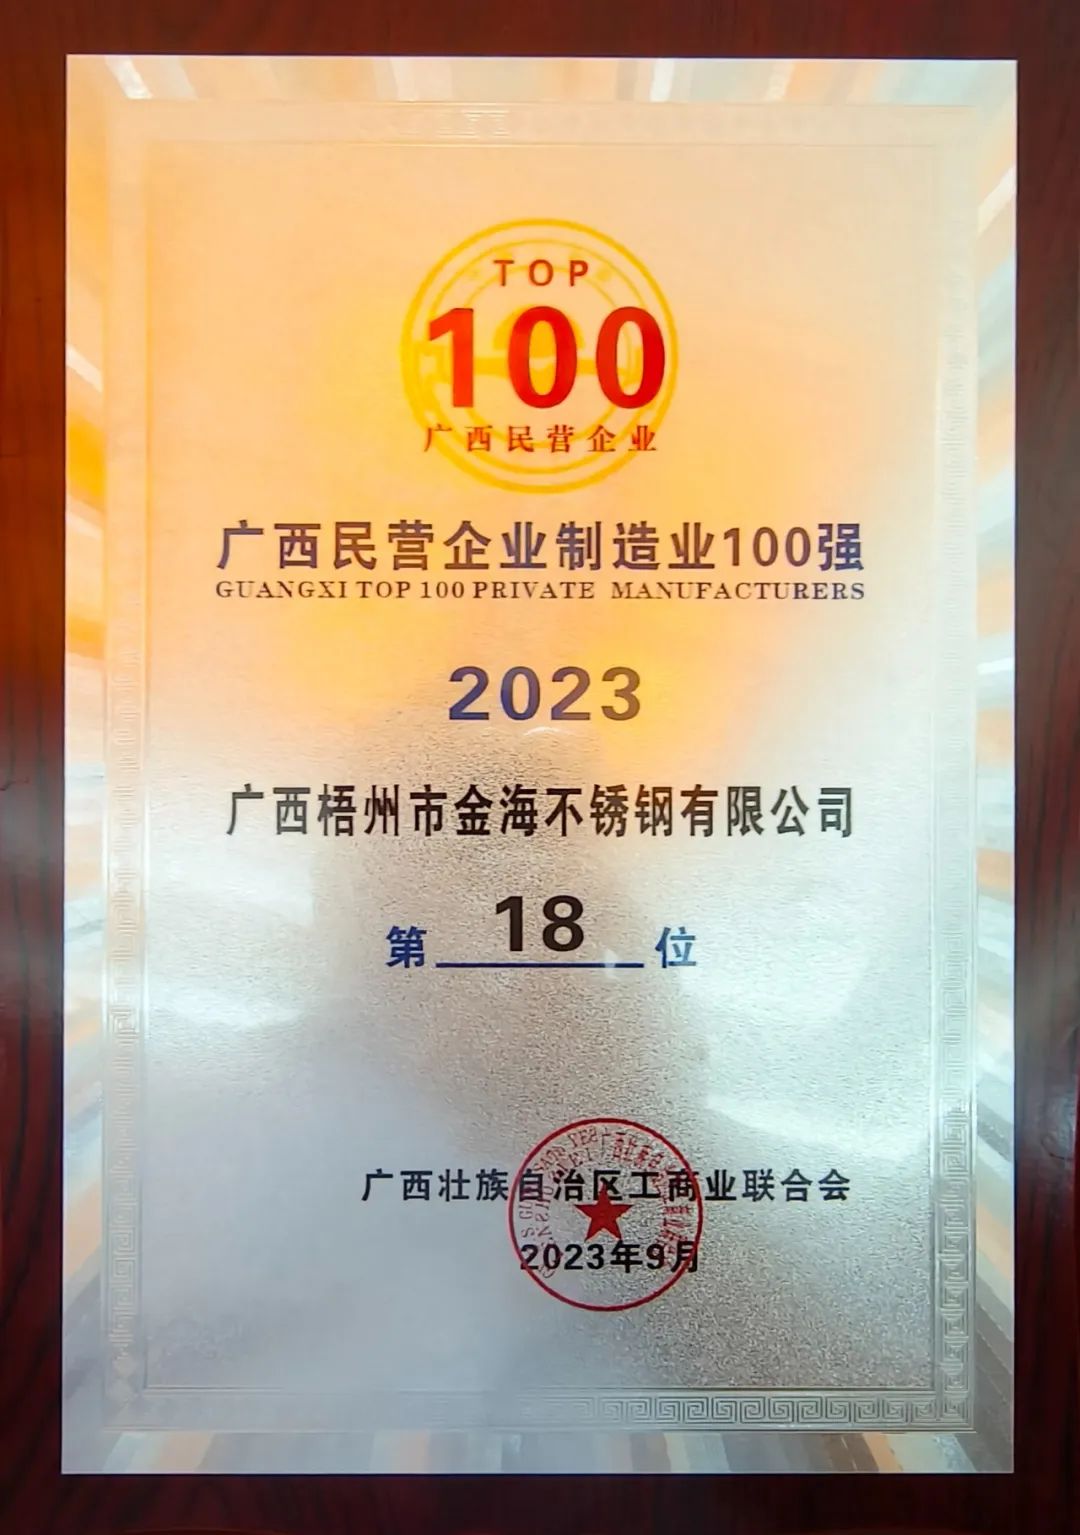 TOP
100
广西民营企业
广西民营企业制造业100强
GUANGXI TOP 100 PRIVATE MANUFACTURERS
2023
广西梧州市金海不锈钢有限公司
第 18 位
广西壮族自治区工商业联合会
2023年9月